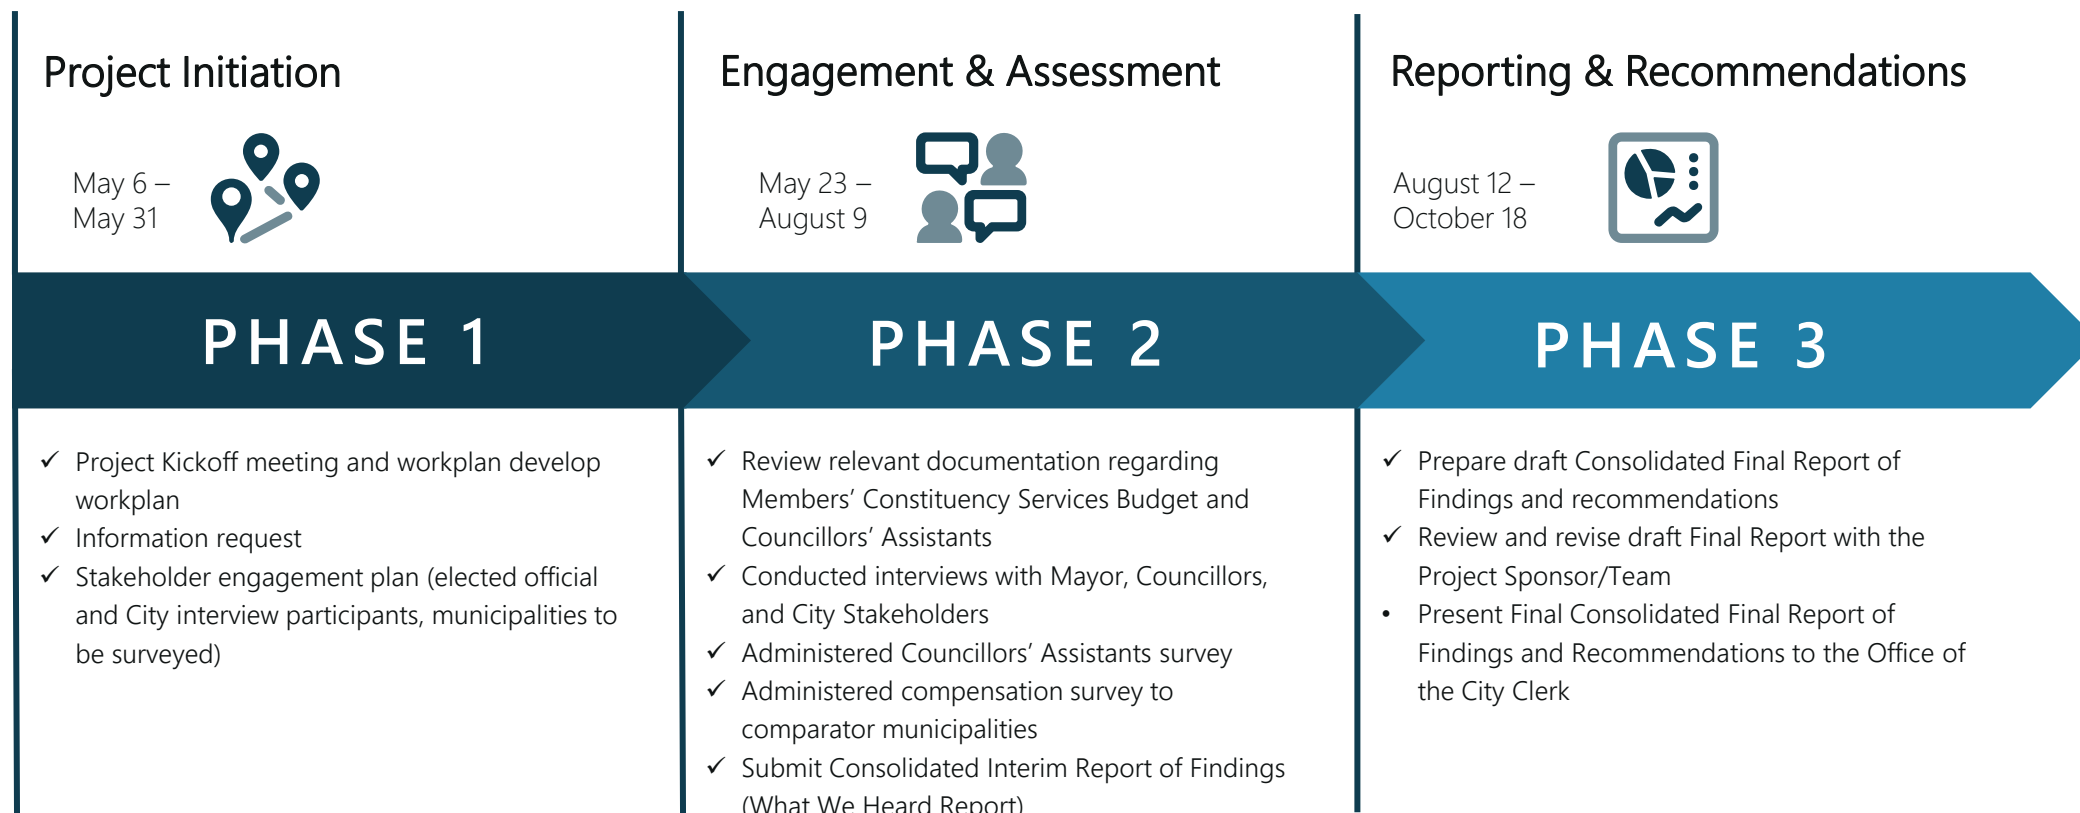 Project Initiation
May 6 –
May 31
PHASE 1
✓ Project Kickoff meeting and workplan develop
workplan
✓ Information request
✓ Stakeholder engagement plan (elected official
and City interview participants, municipalities to
be surveyed)
Engagement & Assessment
May 23 –
August 9
PHASE 2
✓ Review relevant documentation regarding
Members’ Constituency Services Budget and
Councillors’ Assistants
✓ Conducted interviews with Mayor, Councillors,
and City Stakeholders
✓ Administered Councillors’ Assistants survey
✓ Administered compensation survey to
comparator municipalities
✓ Submit Consolidated Interim Report of Findings
(What We Heard Report)
Reporting & Recommendations
August 12 –
October 18
PHASE 3
✓ Prepare draft Consolidated Final Report of
Findings and recommendations
✓ Review and revise draft Final Report with the
Project Sponsor/Team
• Present Final Consolidated Final Report of
Findings and Recommendations to the Office of
the City Clerk